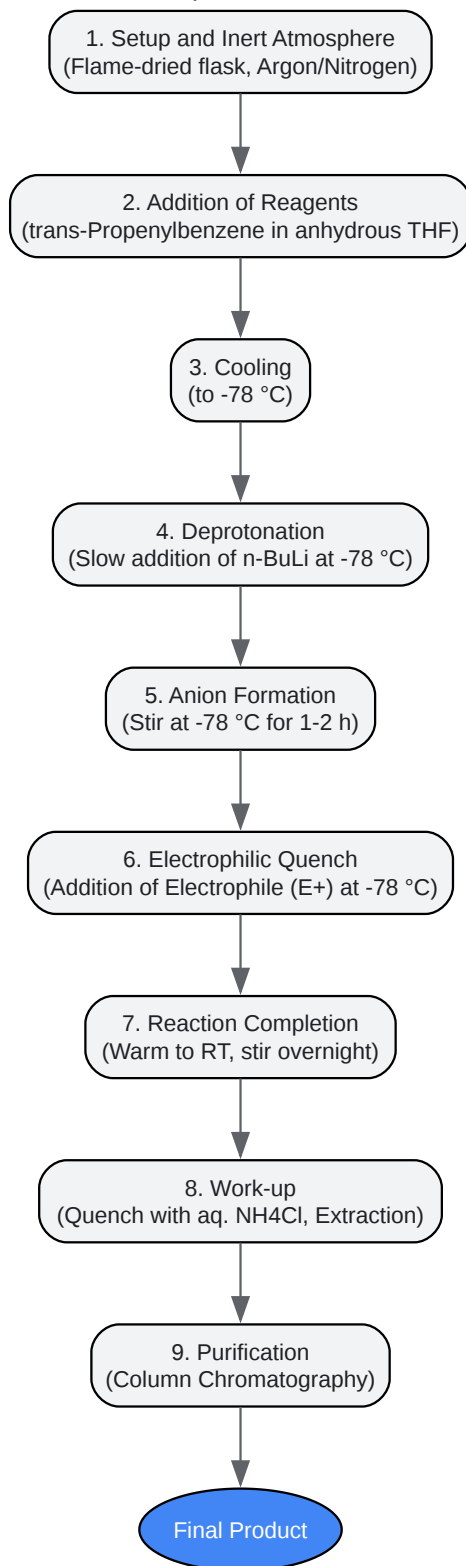 1. Setup and Inert Atmosphere
(Flame-dried flask, Argon/Nitrogen)
2. Addition of Reagents
(trans-Propenylbenzene in anhydrous THF)
3. Cooling
(to -78 °C)
4. Deprotonation
(Slow addition of n-BuLi at -78 °C)
5. Anion Formation
(Stir at -78 °C for 1-2 h)
6. Electrophilic Quench
(Addition of Electrophile (E+) at -78 °C)
7. Reaction Completion
(Warm to RT, stir overnight)
8. Work-up
(Quench with aq. NH4Cl, Extraction)
9. Purification
(Column Chromatography)
Final Product